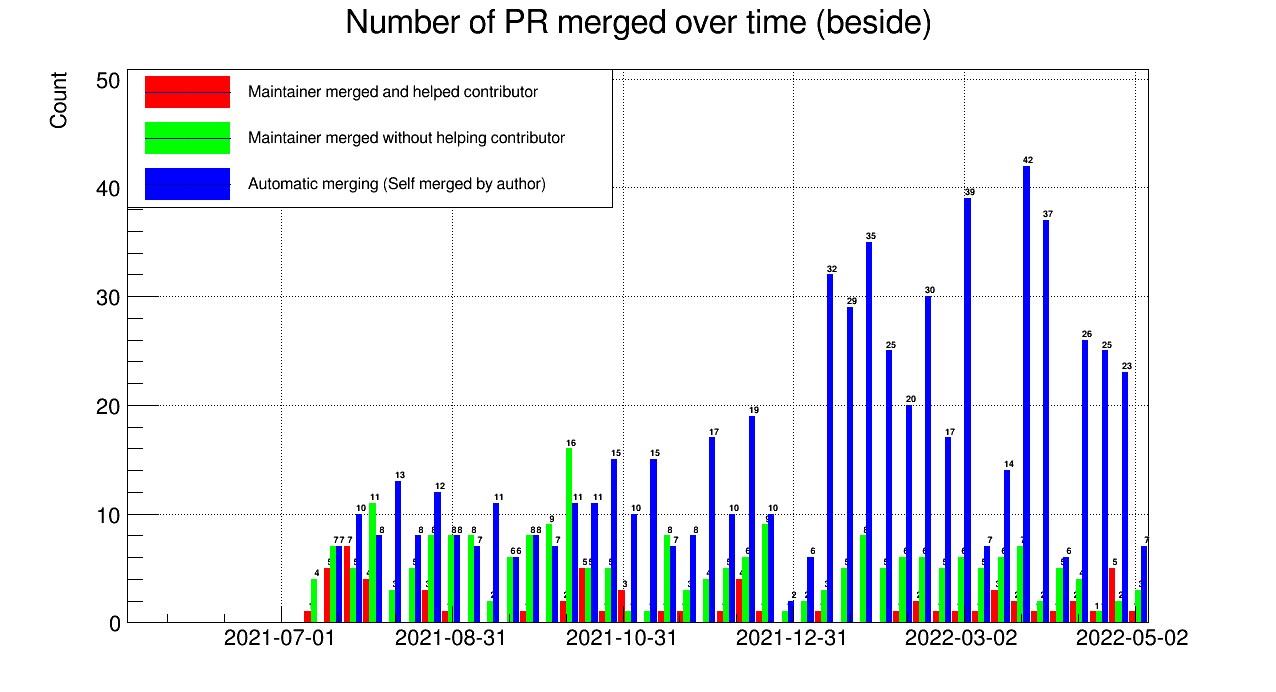 Number of PR merged over time (beside)
Count
50
40
30
20
10
0
Maintainer merged and helped contributor
Maintainer merged without helping contributor
Automatic merging (Self merged by author)
4 7 7 7 10 11 8 13 8 12 8 8 8 7 11 6 6 8 8 9 7 16 11 5 11 15 3 10 15 8 7 8 17 10 19 10 2 6 32 29 35 25 20 30 17 39 7 14 42 37 6 26 25 5 23 7
2021-07-01 2021-08-31 2021-10-31 2021-12-31 2022-03-02 2022-05-02